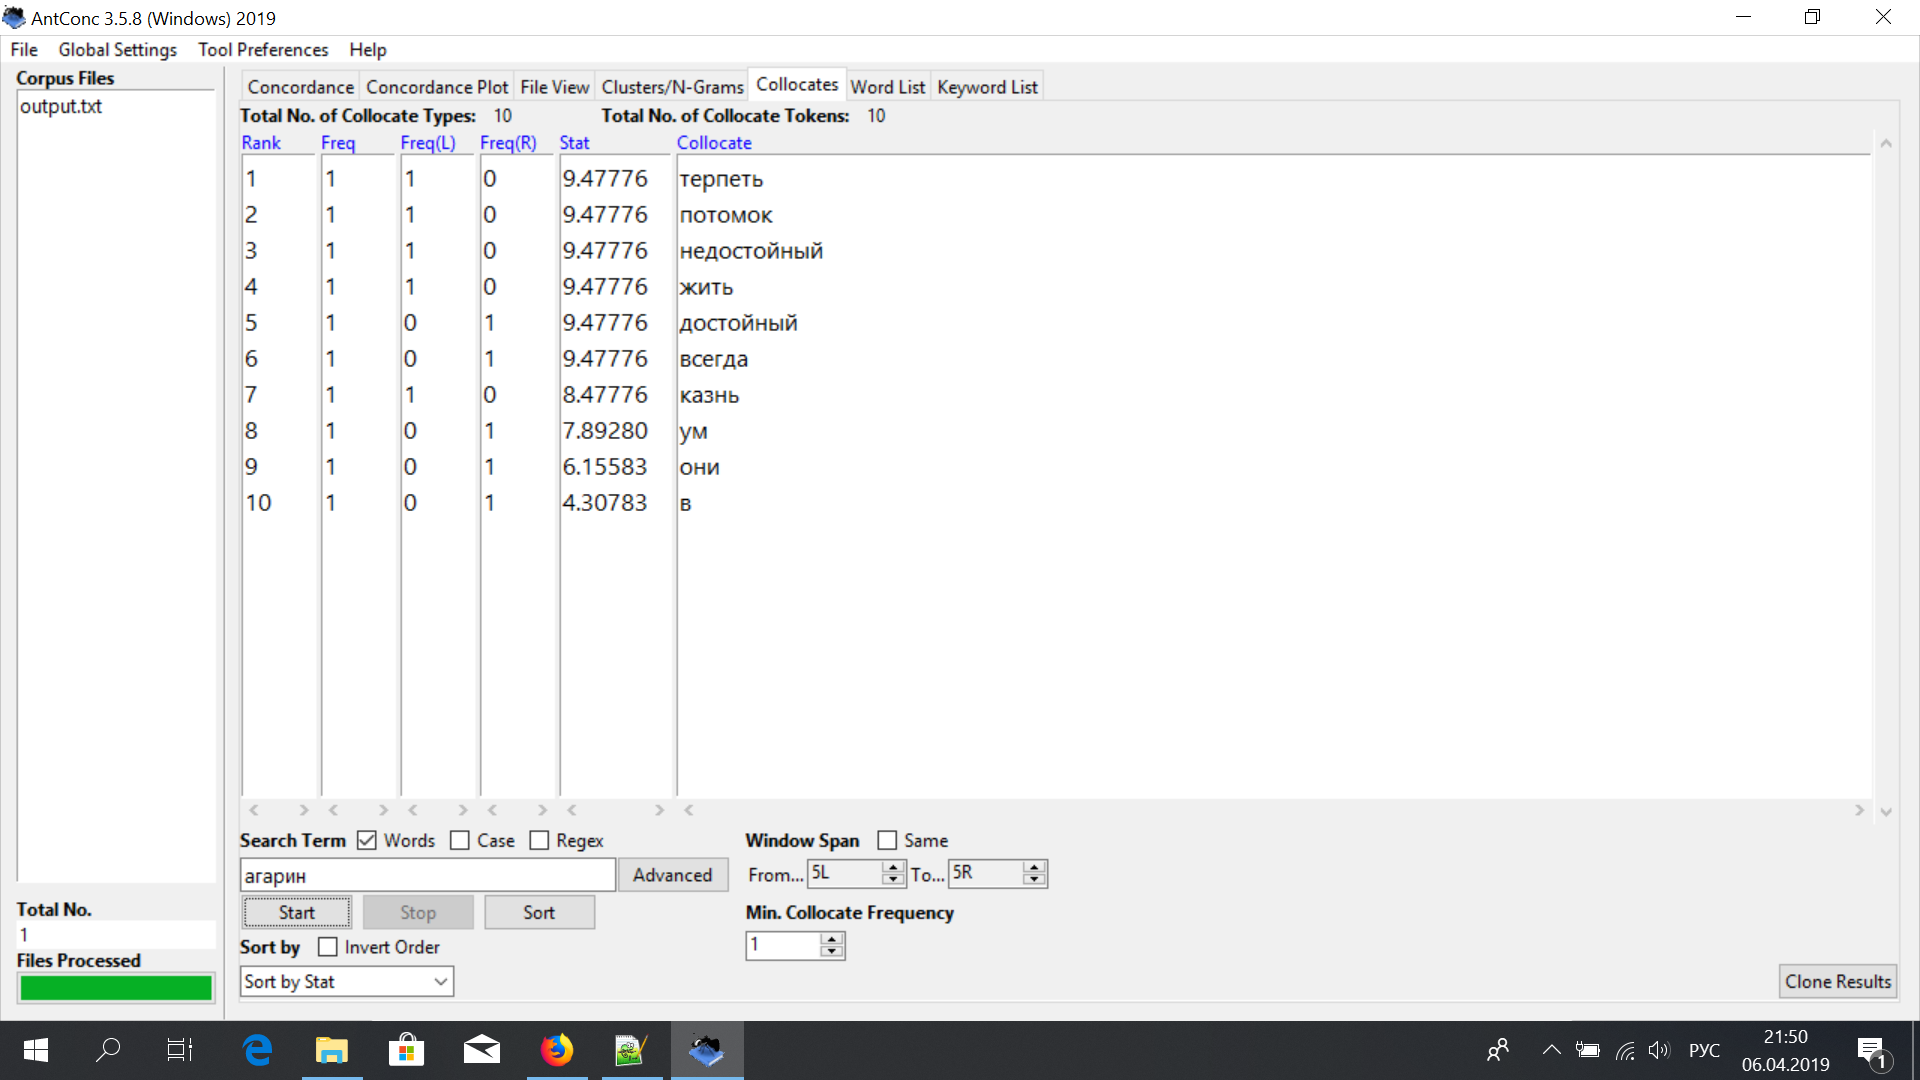 AntConc 3.5.8 (Windows) 2019
File Global Settings Tool Preferences Help
Corpus Files
output.txt
Concordance Concordance Plot File View Clusters/N-Grams Collocates Word List Keyword List
Total No. of Collocate Types: 10 Total No. of Collocate Tokens: 10
Rank Freq Freq(L) Freq(R) Stat Collocate
1 1 1 0 9.47776 терпеть
2 1 1 0 9.47776 потомок
3 1 1 0 9.47776 недостойный
4 1 1 0 9.47776 жить
5 1 0 1 9.47776 достойный
6 1 0 1 9.47776 всегда
7 1 1 0 8.47776 казнь
8 1 0 1 7.89280 ум
9 1 0 1 6.15583 они
10 1 0 1 4.30783 в
Search Term Words Case Regex Window Span Same
агарин Advanced From... 5L To... 5R
Start Stop Sort Min. Collocate Frequency
Total No.
1
Sort by Invert Order 1
Files Processed
Sort by Stat Clone Results
РУС 21:50
06.04.2019
1